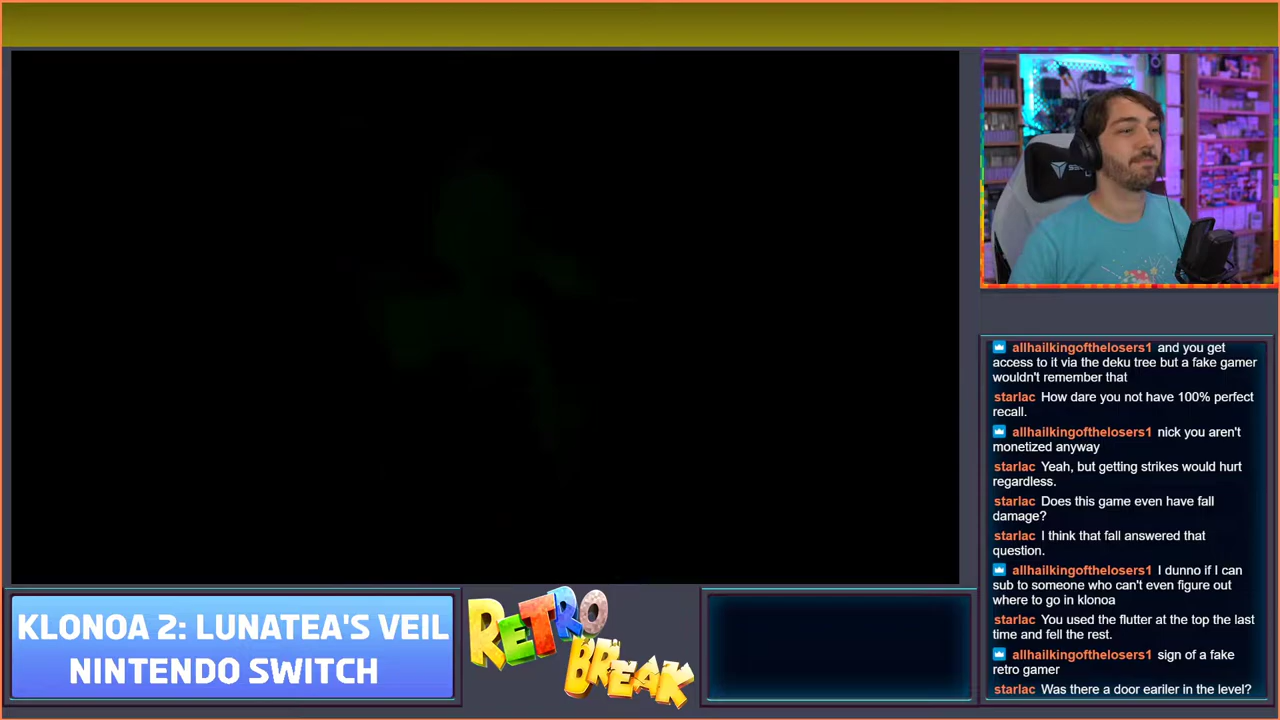 allhailkingofthelosers1 and you get
access to it via the deku tree but a fake gamer
wouldn't remember that
starlac How dare you not have 100% perfect
recall.
allhailkingofthelosers1 nick you aren't
monetized anyway
starlac Yeah, but getting strikes would hurt
regardless.
starlac Does this game even have fall
damage?
starlac I think that fall answered that
question.
allhailkingofthelosers1 I dunno if I can
sub to someone who can't even figure out
where to go in klonoa
starlac You used the flutter at the top the last
time and fell the rest.
allhailkingofthelosers1 sign of a fake
retro gamer
starlac Was there a door eariler in the level?
KLONOA 2: LUNATEA'S VEIL
NINTENDO SWITCH
RETRO
BREAK